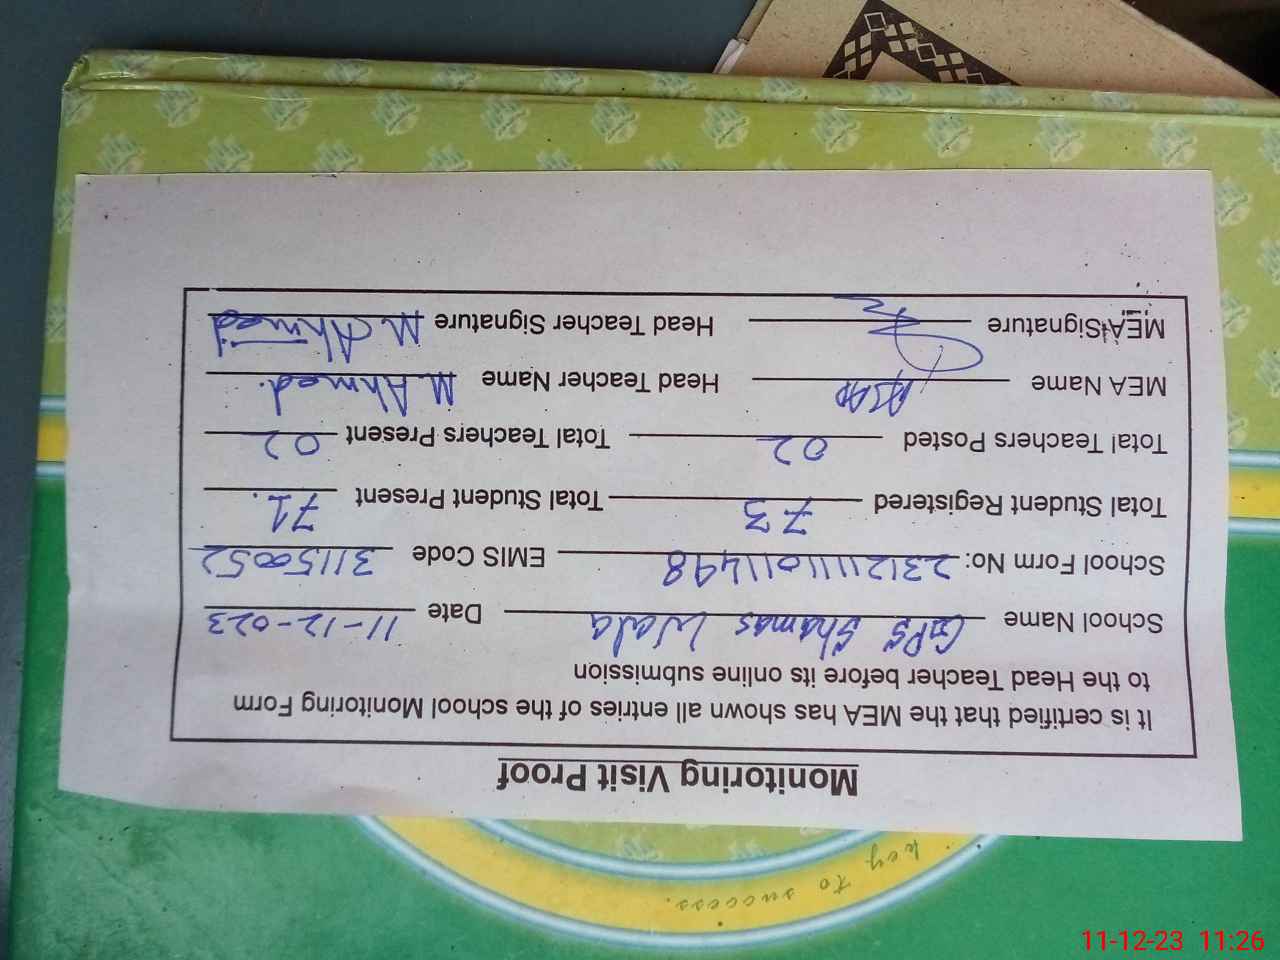 Monitoring Visit Proof
It is certified that the MEA has shown all entries of the school Monitoring Form
to the Head Teacher before its online submission
School Name GPS Shamas Wala Date 11-12-023
School Form No: 23121111011498 EMIS Code 31150052
Total Student Registered 73 Total Student Present 71.
Total Teachers Posted 02 Total Teachers Present 02
MEA Name Head Teacher Name M. Ahmed.
MEA Signature Head Teacher Signature M. Ahmed
key to success.
11-12-23 11:26